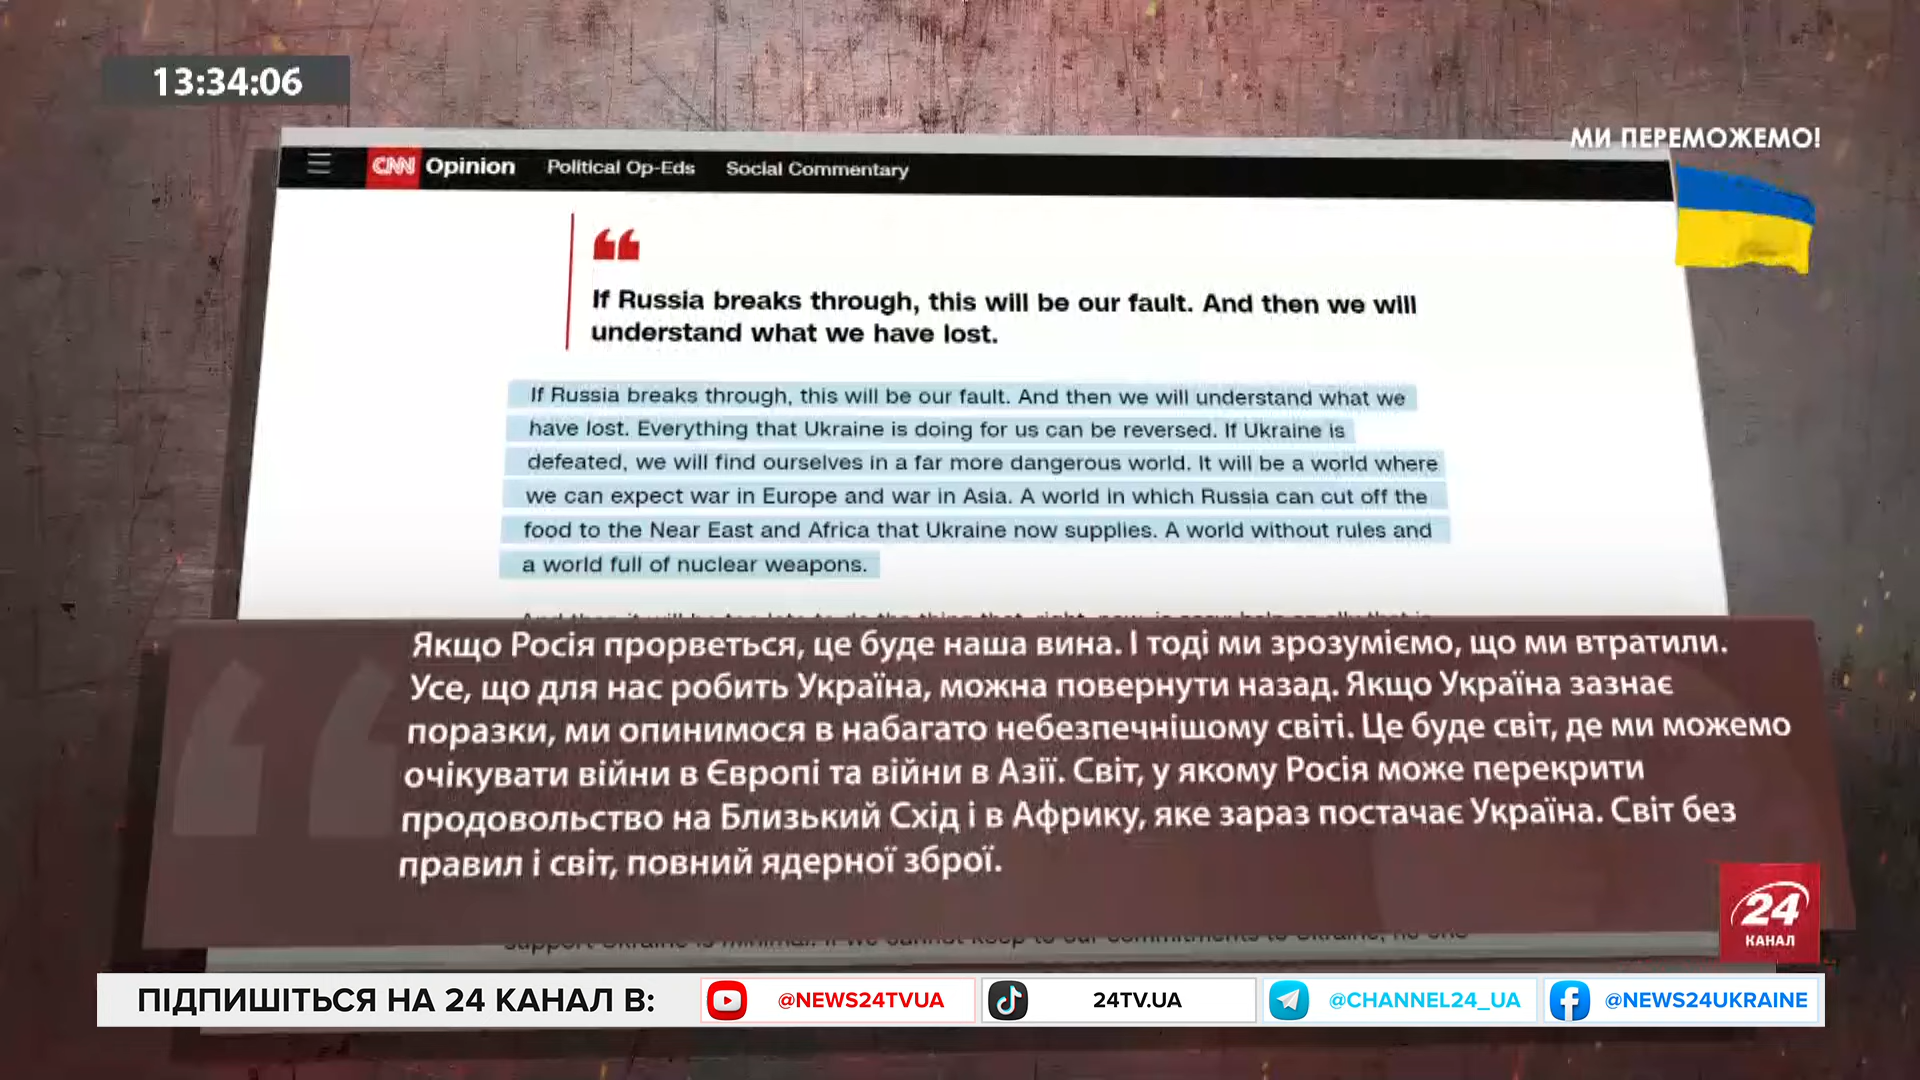 13:34:06
МИ ПЕРЕМОЖЕМО!
CNN Opinion Political Op-Eds Social Commentary
If Russia breaks through, this will be our fault. And then we will
understand what we have lost.
If Russia breaks through, this will be our fault. And then we will understand what we
have lost. Everything that Ukraine is doing for us can be reversed. If Ukraine is
defeated, we will find ourselves in a far more dangerous world. It will be a world where
we can expect war in Europe and war in Asia. A world in which Russia can cut off the
food to the Near East and Africa that Ukraine now supplies. A world without rules and
a world full of nuclear weapons.
Якщо Росія прорветься, це буде наша вина. І тоді ми зрозуміємо, що ми втратили.
Усе, що для нас робить Україна, можна повернути назад. Якщо Україна зазнає
поразки, ми опинимося в набагато небезпечнішому світі. Це буде світ, де ми можемо
очікувати війни в Європі та війни в Азії. Світ, у якому Росія може перекрити
продовольство на Близький Схід і в Африку, яке зараз постачає Україна. Світ без
правил і світ, повний ядерної зброї.
24
КАНАЛ
ПІДПИШІТЬСЯ НА 24 КАНАЛ В: @NEWS24TVUA 24TV.UA @CHANNEL24_UA @NEWS24UKRAINE